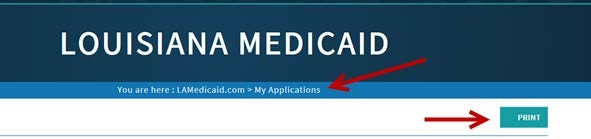 LOUISIANA MEDICAID
You are here : LAMedicaid.com > My Applications
PRINT